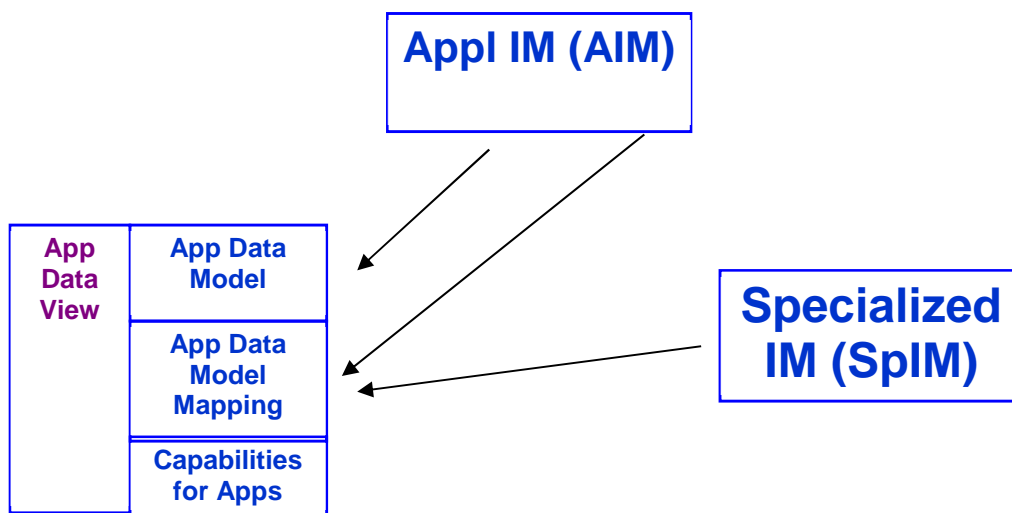 Appl IM (AIM)
App
Data
View
App Data
Model
App Data
Model
Mapping
Capabilities
for Apps
Specialized
IM (SpIM)